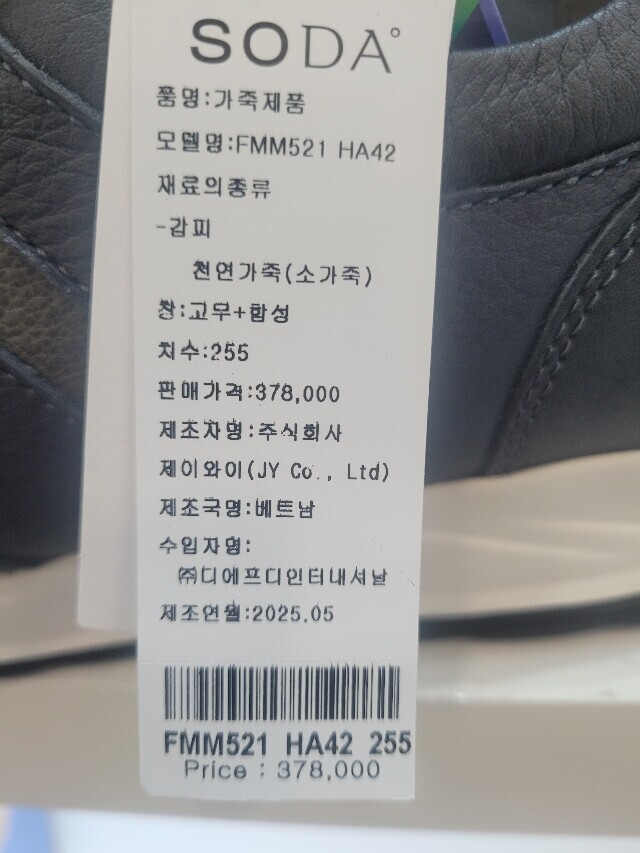 SODA
품명:가죽제품
모델명:FMM521 HA42
재료의종류
-갑피
천연가죽(소가죽)
창:고무+합성
치수:255
판매가격:378,000
제조자명:주식회사
제이와이(JY Co., Ltd)
제조국명:베트남
수입자명:
㈜디에프디인터내셔날
제조연월:2025.05
FMM521 HA42 255
Price : 378,000